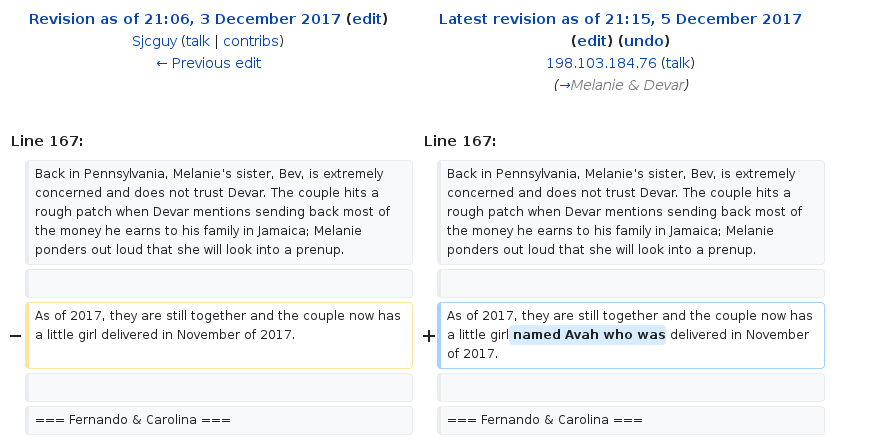 Revision as of 21:06, 3 December 2017 (edit)
Sjcguy (talk | contribs)
← Previous edit
Latest revision as of 21:15, 5 December 2017
(edit) (undo)
198.103.184.76 (talk)
(→Melanie & Devar)
Line 167:
Line 167:
Back in Pennsylvania, Melanie's sister, Bev, is extremely
concerned and does not trust Devar. The couple hits a
rough patch when Devar mentions sending back most of
the money he earns to his family in Jamaica; Melanie
ponders out loud that she will look into a prenup.
Back in Pennsylvania, Melanie's sister, Bev, is extremely
concerned and does not trust Devar. The couple hits a
rough patch when Devar mentions sending back most of
the money he earns to his family in Jamaica; Melanie
ponders out loud that she will look into a prenup.
− As of 2017, they are still together and the couple now has
a little girl delivered in November of 2017.
+ As of 2017, they are still together and the couple now has
a little girl named Avah who was delivered in November
of 2017.
=== Fernando & Carolina ===
=== Fernando & Carolina ===